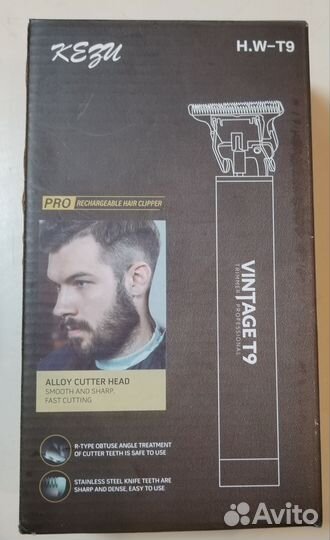 KEZU
H.W-T9
PRO RECHARGEABLE HAIR CLIPPER
VINTAGE T9
TRIMMER PROFESSIONAL
ALLOY CUTTER HEAD
SMOOTH AND SHARP,
FAST CUTTING
R-TYPE OBTUSE ANGLE TREATMENT
OF CUTTER TEETH IS SAFE TO USE
STAINLESS STEEL KNIFE TEETH ARE
SHARP AND DENSE, EASY TO USE
Avito